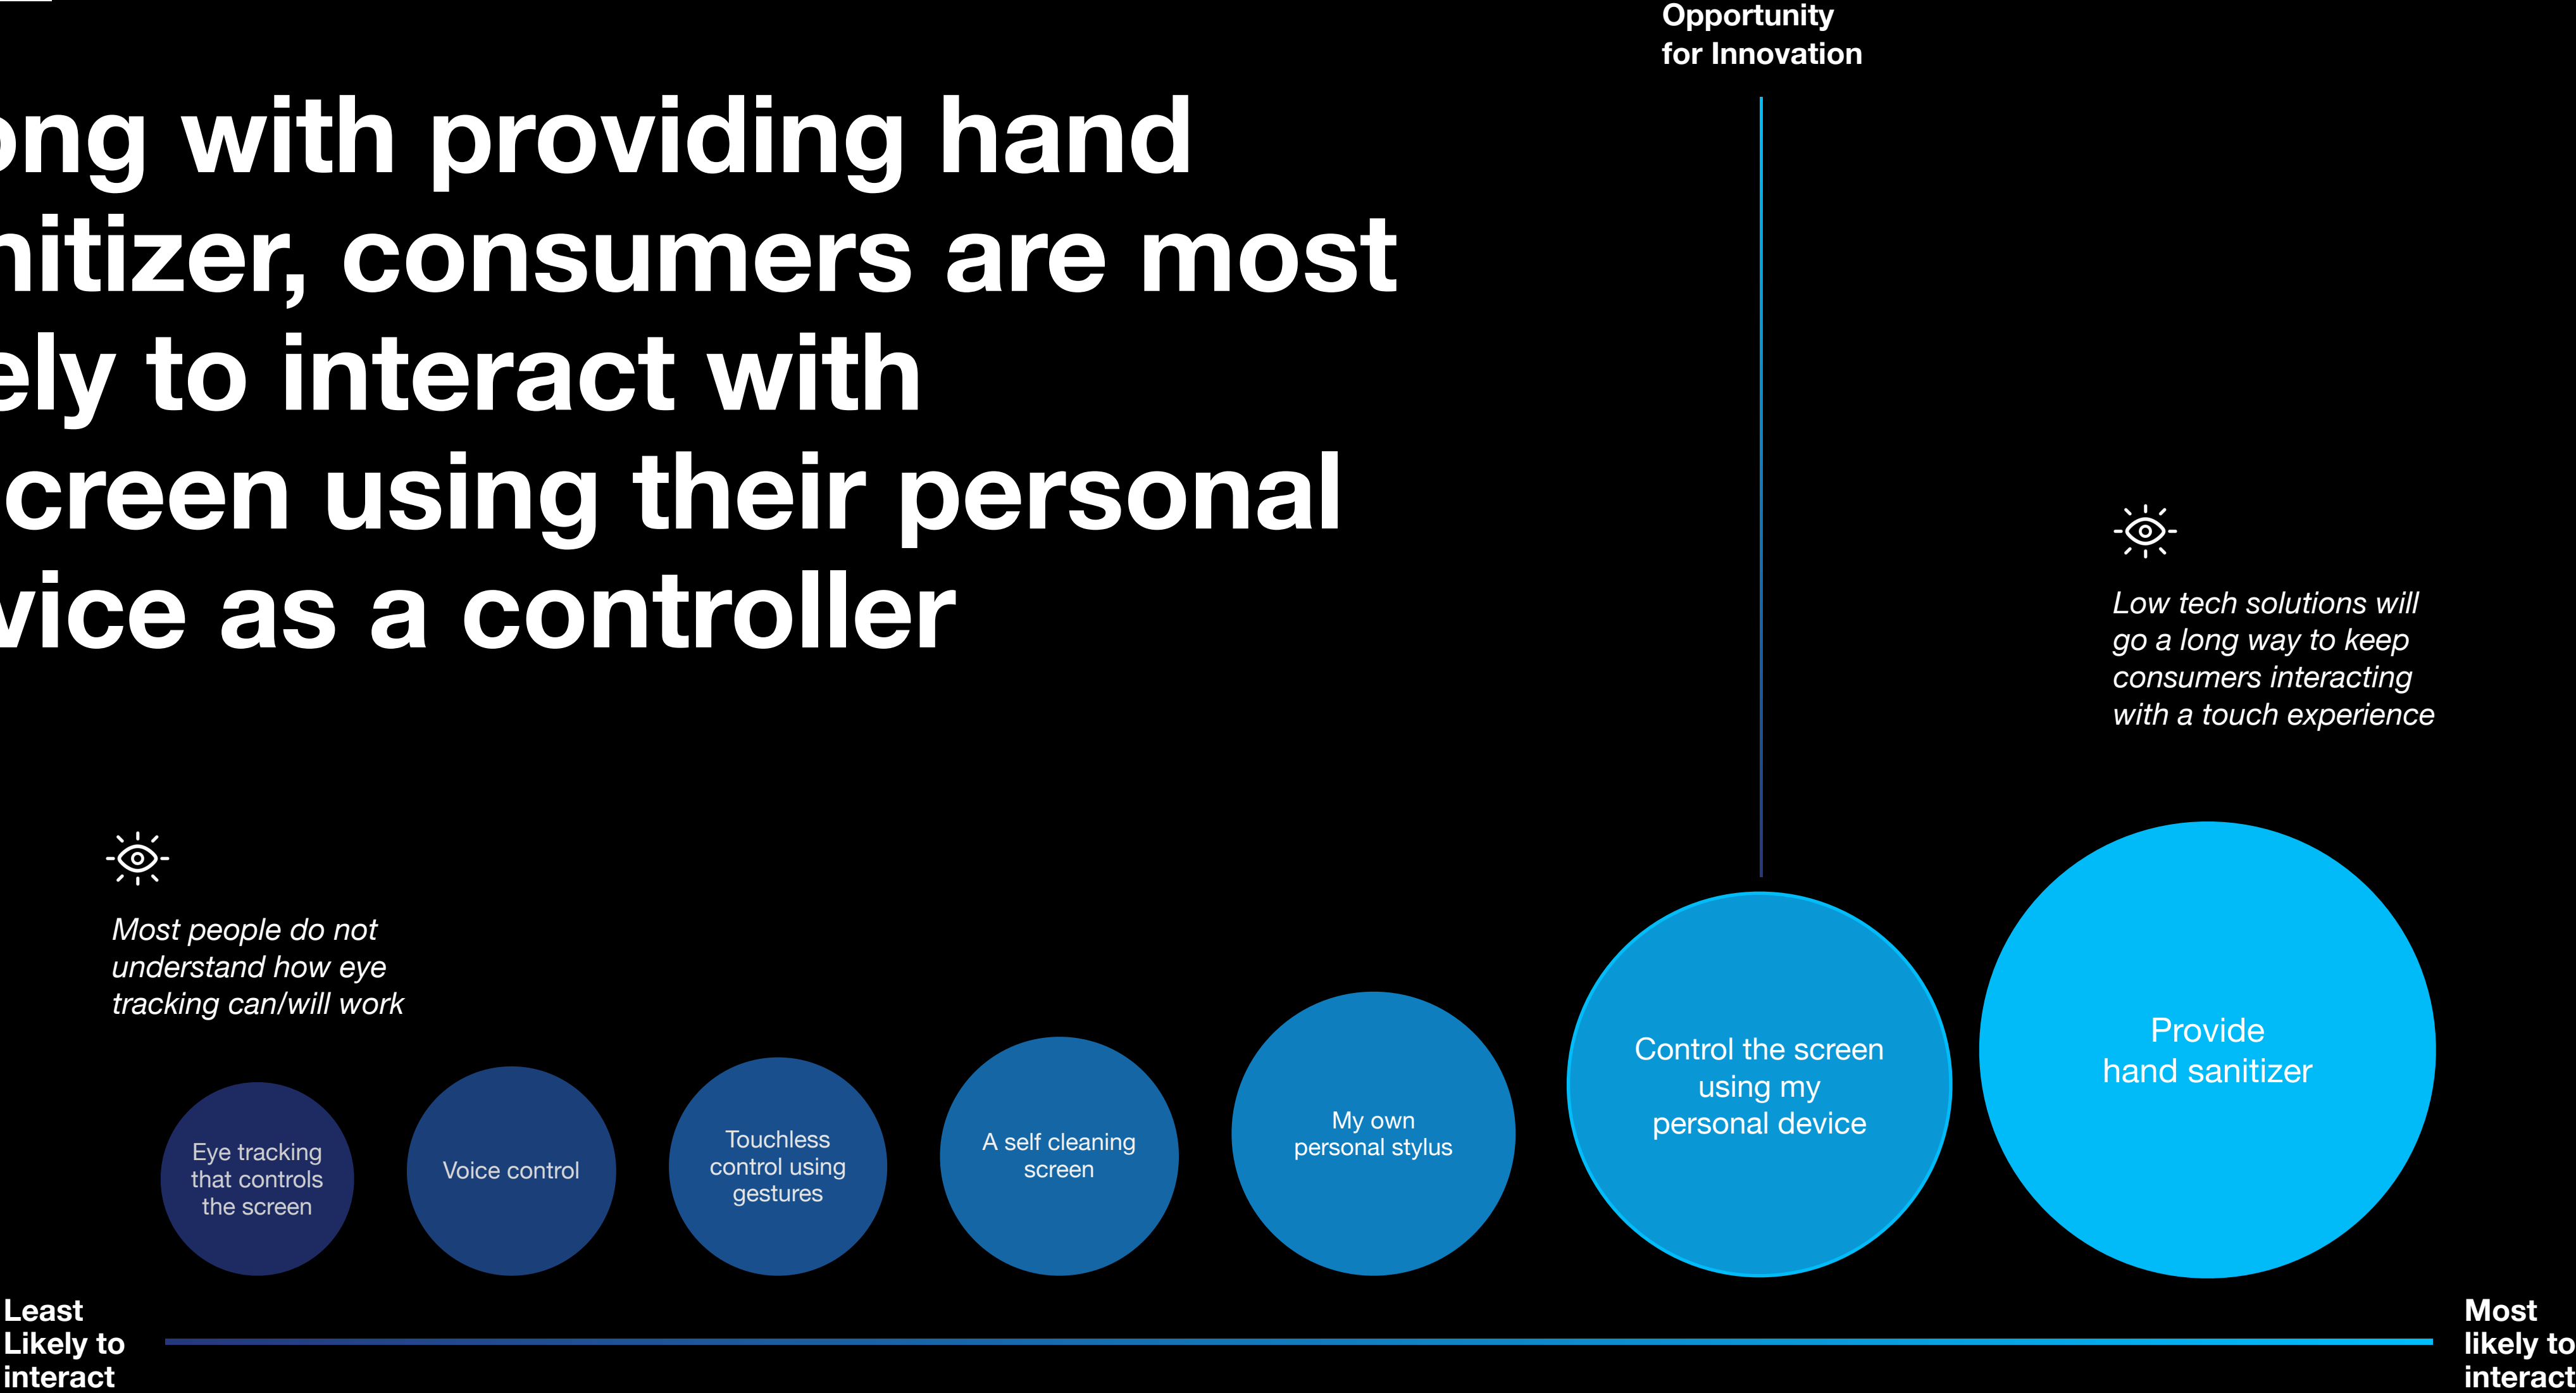 Opportunity
for Innovation
ong with providing hand
nitizer, consumers are most
ely to interact with
creen using their personal
vice as a controller
Low tech solutions will
go a long way to keep
consumers interacting
with a touch experience
Most people do not
understand how eye
tracking can/will work
Eye tracking
that controls
the screen
Voice control
Touchless
control using
gestures
A self cleaning
screen
My own
personal stylus
Control the screen
using my
personal device
Provide
hand sanitizer
Least
Likely to
interact
Most
likely to
interact